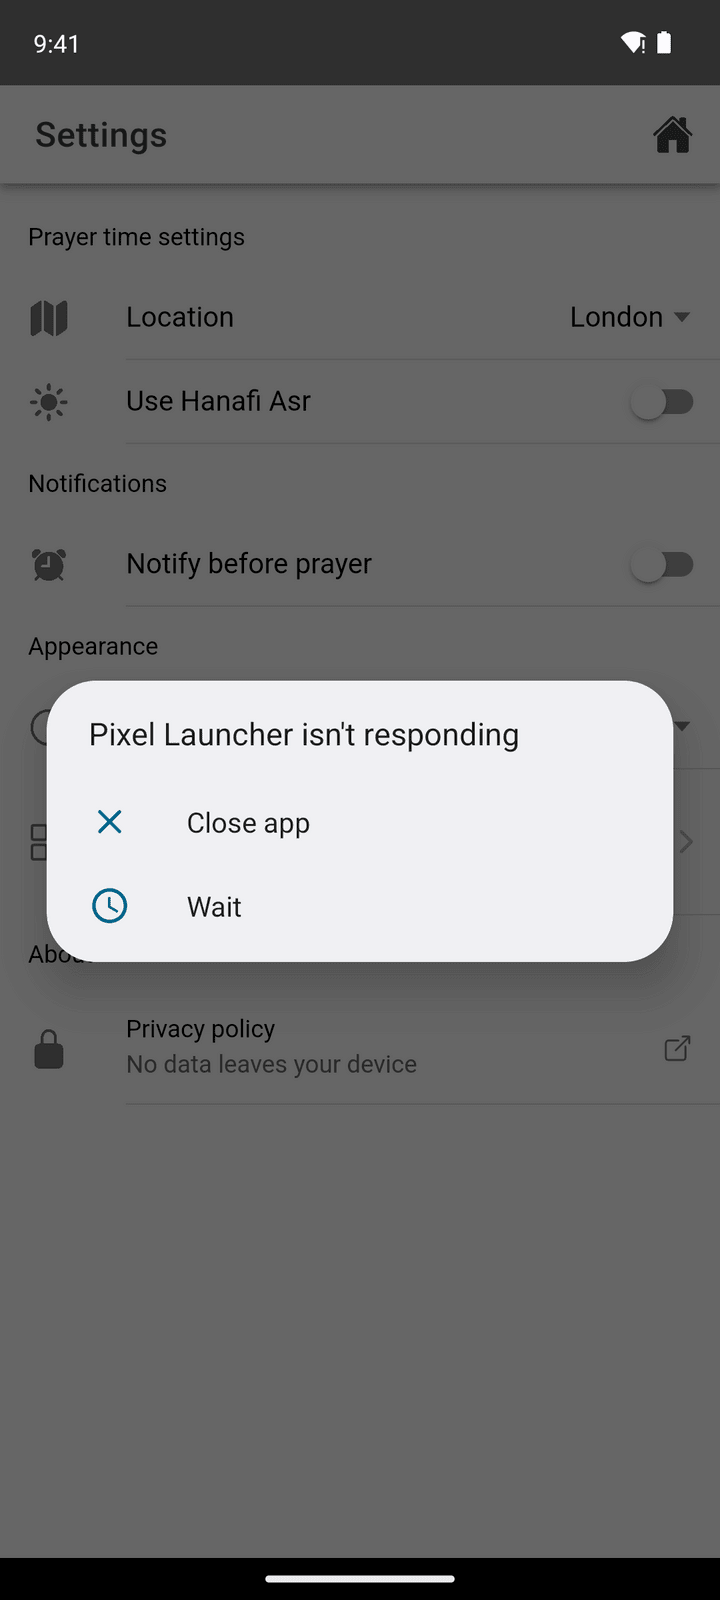 9:41
Settings
Prayer time settings
Location London
Use Hanafi Asr
Notifications
Notify before prayer
Appearance
Pixel Launcher isn't responding
Close app
Wait
Privacy policy
No data leaves your device